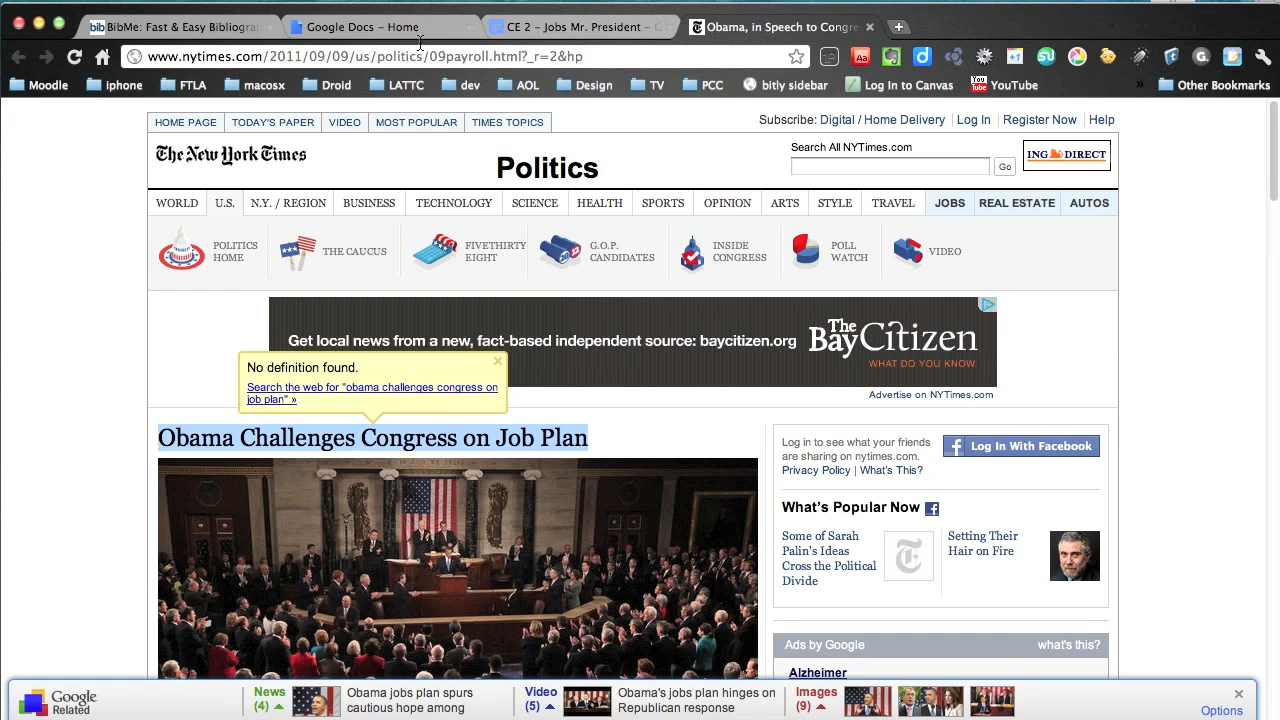 bib BibMe: Fast & Easy Bibliograp
Google Docs - Home
CE 2 - Jobs Mr. President - C
Obama, in Speech to Congre
www.nytimes.com/2011/09/09/us/politics/09payroll.html?_r=2&hp
Moodle iphone FTLA macosx Droid LATTC dev AOL Design TV PCC bitly sidebar Log In to Canvas YouTube » Other Bookmarks
HOME PAGE TODAY'S PAPER VIDEO MOST POPULAR TIMES TOPICS
Subscribe: Digital / Home Delivery Log In Register Now Help
The New York Times
Politics
Search All NYTimes.com
Go
ING DIRECT
WORLD U.S. N.Y. / REGION BUSINESS TECHNOLOGY SCIENCE HEALTH SPORTS OPINION ARTS STYLE TRAVEL JOBS REAL ESTATE AUTOS
POLITICS
HOME
THE CAUCUS
FIVETHIRTY
EIGHT
G.O.P.
CANDIDATES
INSIDE
CONGRESS
POLL
WATCH
VIDEO
Get local news from a new, fact-based independent source: baycitizen.org
The BayCitizen
WHAT DO YOU KNOW.
Advertise on NYTimes.com
No definition found.
Search the web for "obama challenges congress on
job plan" »
Obama Challenges Congress on Job Plan
Log in to see what your friends
are sharing on nytimes.com.
Privacy Policy | What's This?
Log In With Facebook
What's Popular Now
Some of Sarah
Palin's Ideas
Cross the Political
Divide
Setting Their
Hair on Fire
Ads by Google
what's this?
Alzheimer
Google
Related
News
(4)
Obama jobs plan spurs
cautious hope among
Video
(5)
Obama's jobs plan hinges on
Republican response
Images
(9)
Options